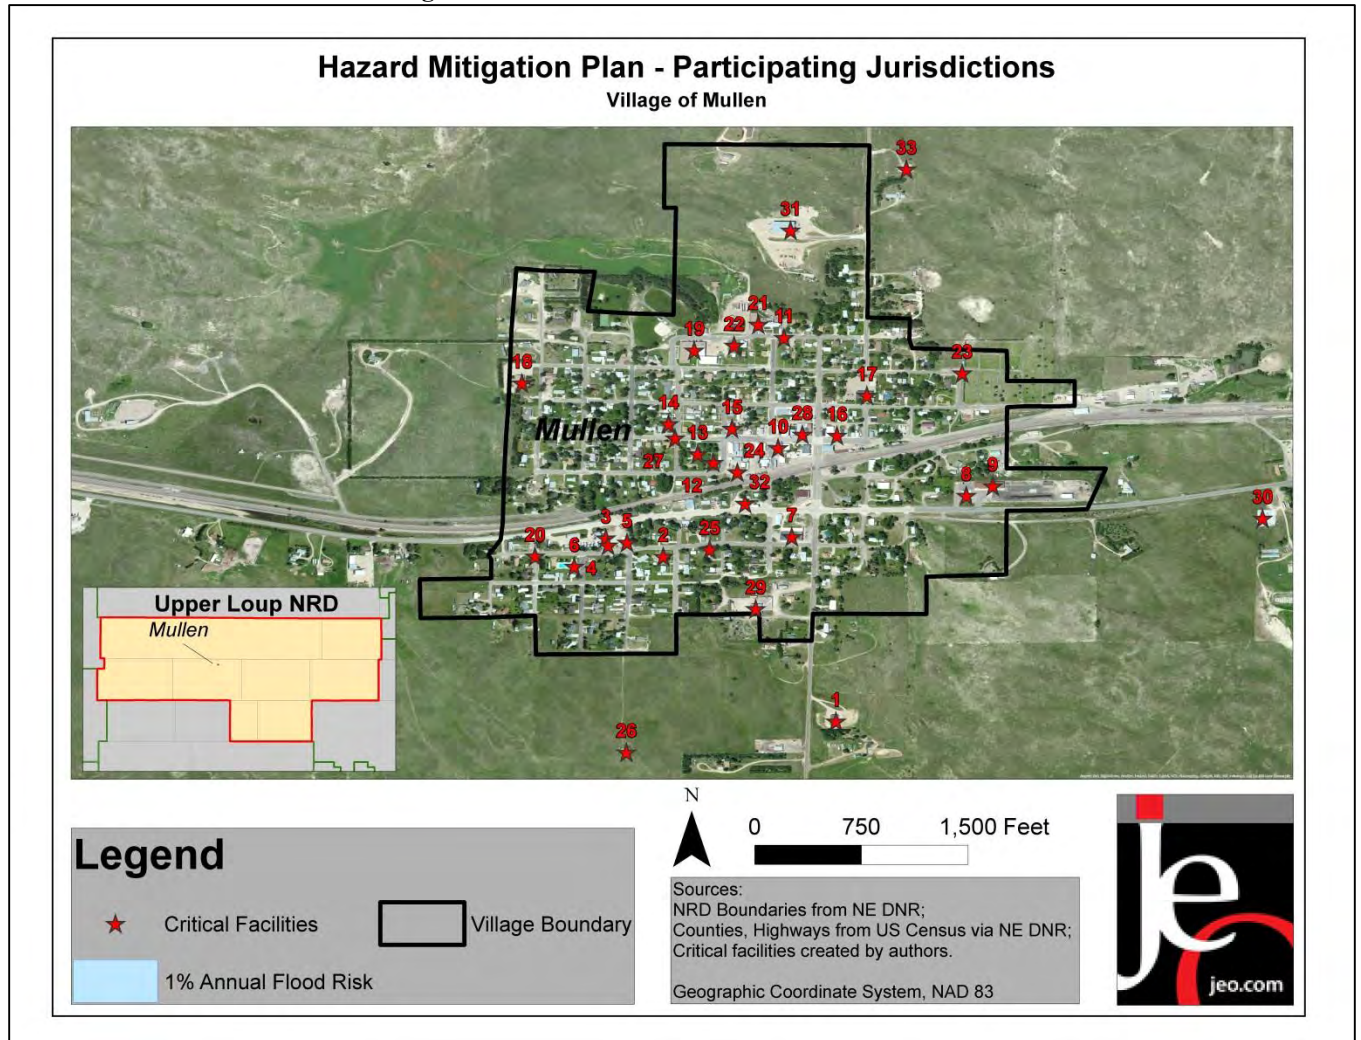 Hazard Mitigation Plan - Participating Jurisdictions
Village of Mullen
33
31
21
11
22
19
23
18
17
14
15
28
16
Mullen
13
10
24
27
12
32
9
8
30
3
5
7
25
2
20
6
4
29
1
26
Upper Loup NRD
Mullen
N
0 750 1,500 Feet
Legend
Critical Facilities
Village Boundary
1% Annual Flood Risk
Sources:
NRD Boundaries from NE DNR;
Counties, Highways from US Census via NE DNR;
Critical facilities created by authors.
Geographic Coordinate System, NAD 83
jeo
jeo.com